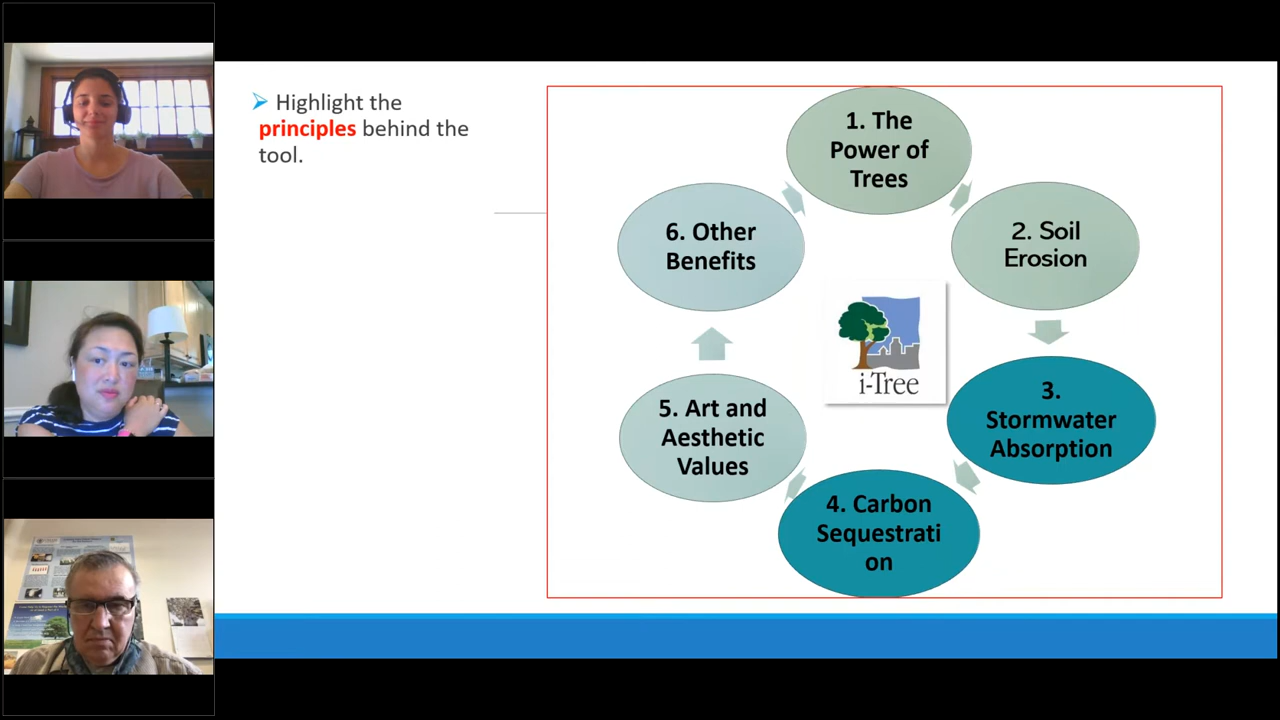 ➢ Highlight the
principles behind the
tool.
1. The
Power of
Trees
2. Soil
Erosion
3.
Stormwater
Absorption
4. Carbon
Sequestrati
on
5. Art and
Aesthetic
Values
6. Other
Benefits
i-Tree